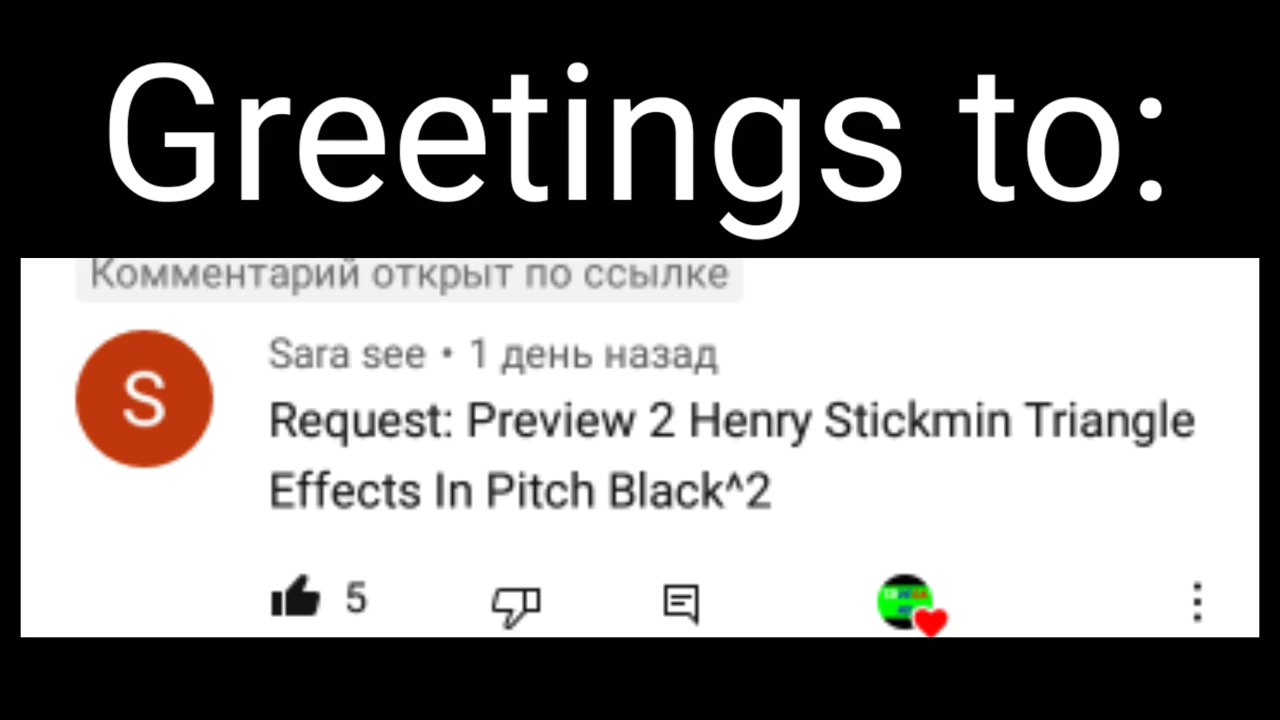 Greetings to:
Комментарий открыт по ссылке
S
Sara see • 1 день назад
Request: Preview 2 Henry Stickmin Triangle
Effects In Pitch Black^2
5